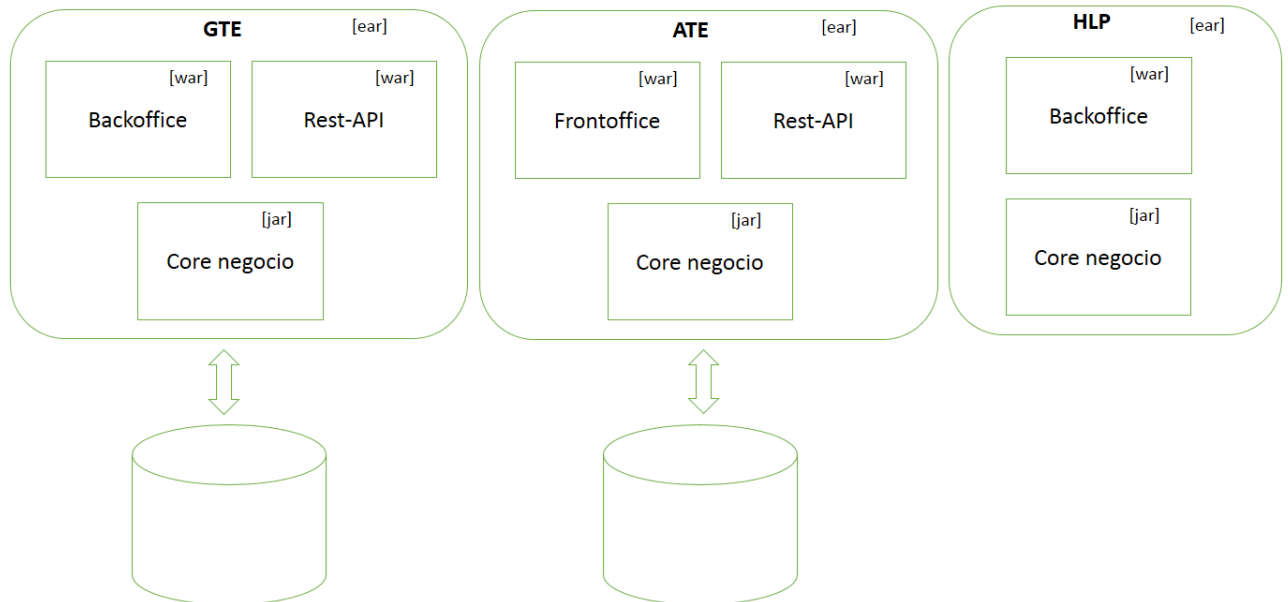 GTE [ear]
[war]
Backoffice
[war]
Rest-API
[jar]
Core negocio
ATE [ear]
[war]
Frontoffice
[war]
Rest-API
[jar]
Core negocio
HLP [ear]
[war]
Backoffice
[jar]
Core negocio